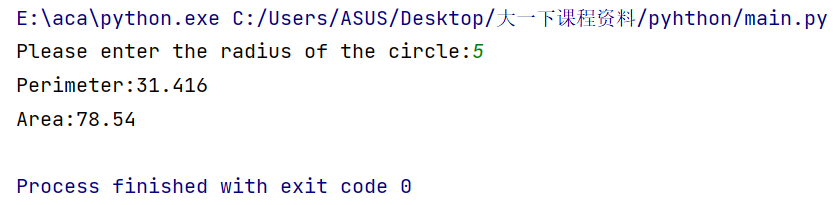 E:\aca\python.exe C:/Users/ASUS/Desktop/大一下课程资料/pyhthon/main.py
Please enter the radius of the circle:5
Perimeter:31.416
Area:78.54
Process finished with exit code 0